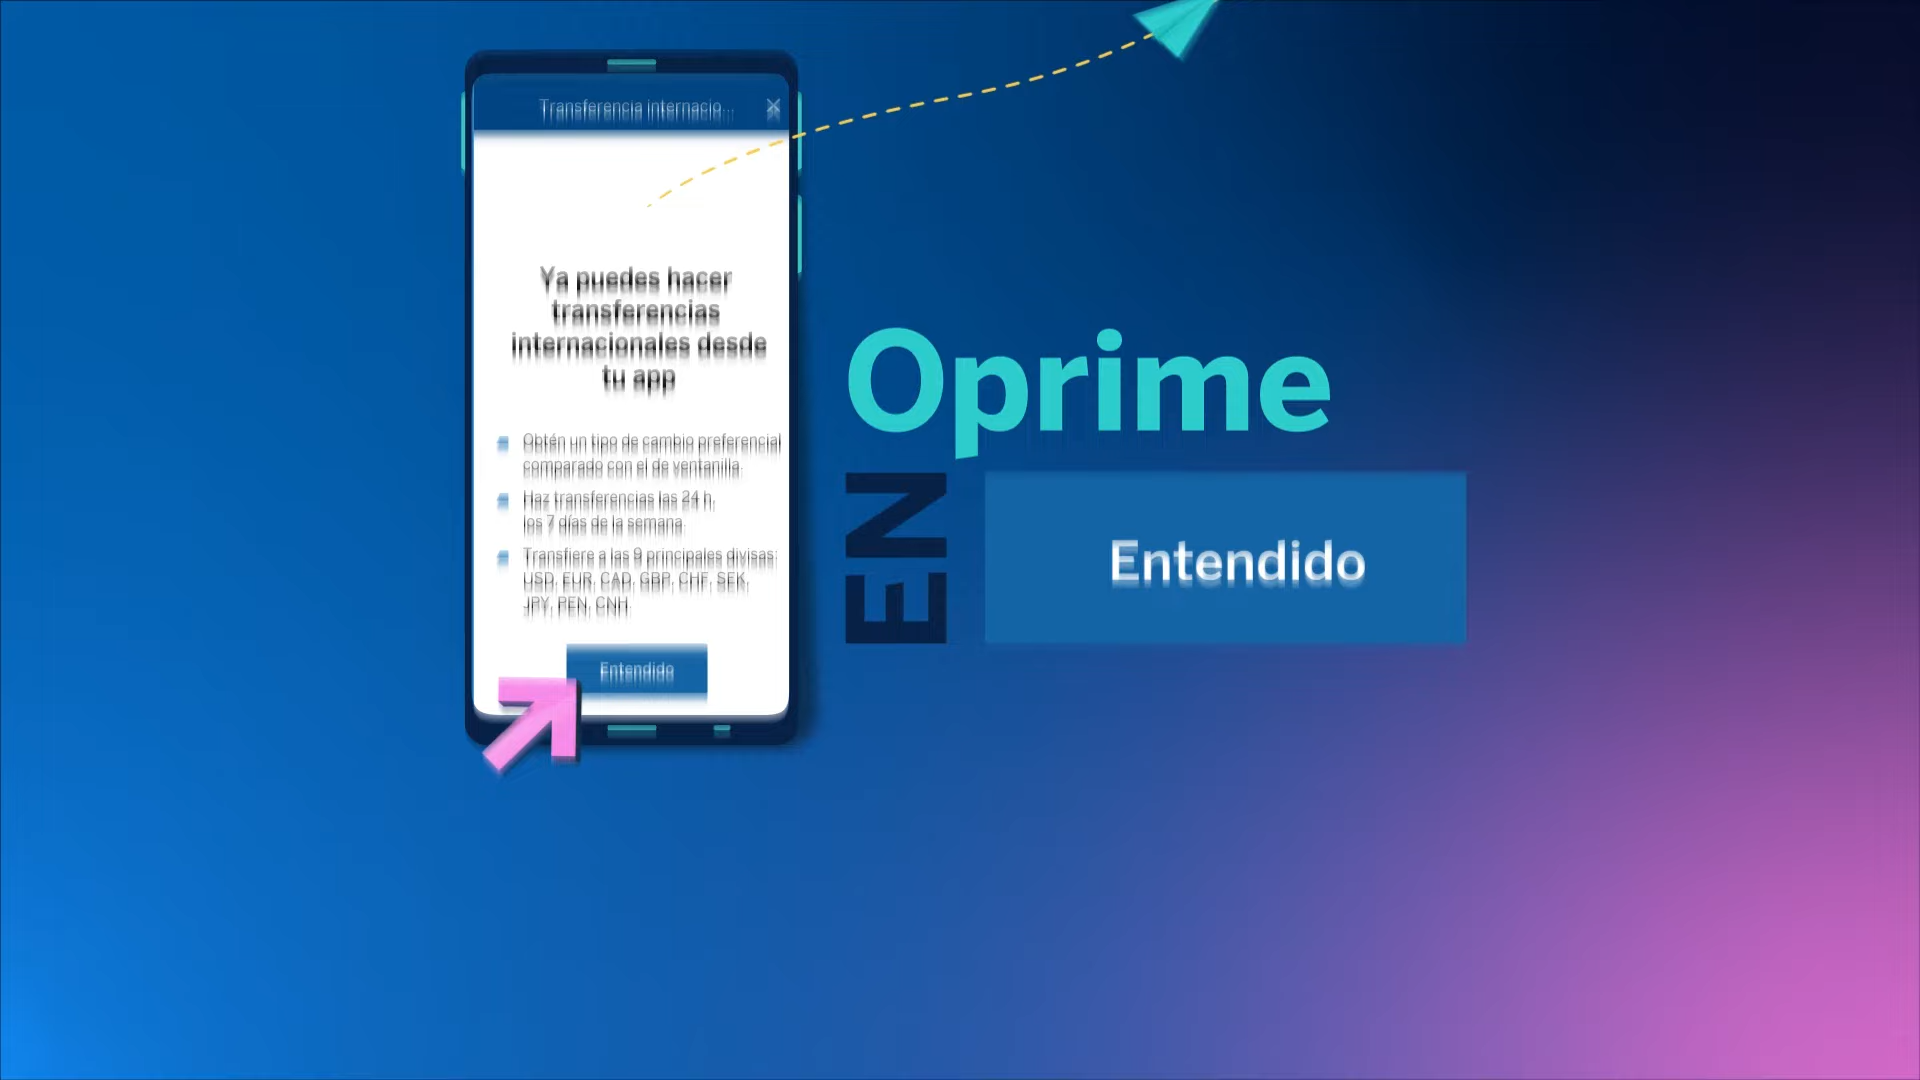 Transferencia internacio...
Ya puedes hacer
transferencias
internacionales desde
tu app
Obtén un tipo de cambio preferencial
comparado con el de ventanilla.
Haz transferencias las 24 h,
los 7 días de la semana.
Transfiere a las 9 principales divisas:
USD, EUR, CAD, GBP, CHF, SEK,
JPY, PEN, CNH.
Entendido
Oprime
EN
Entendido